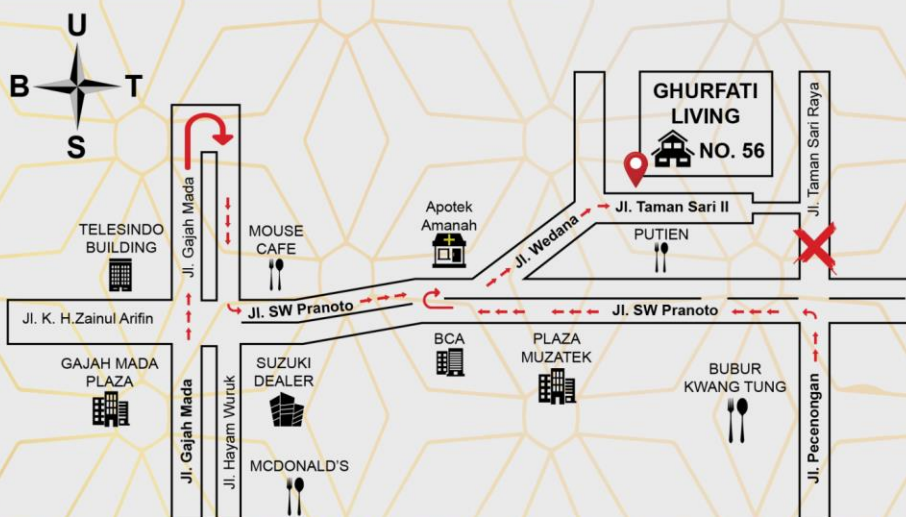 U
B
T
S
GHURFATI
LIVING
NO. 56
Jl. Taman Sari Raya
Jl. Gajah Mada
TELESINDO
BUILDING
MOUSE
CAFE
Apotek
Amanah
Jl. Wedana
Jl. Taman Sari II
PUTIEN
Jl. K. H.Zainul Arifin
Jl. SW Pranoto
Jl. SW Pranoto
GAJAH MADA
PLAZA
SUZUKI
DEALER
BCA
PLAZA
MUZATEK
BUBUR
KWANG TUNG
Jl. Gajah Mada
Jl. Hayam Wuruk
Jl. Pecenongan
MCDONALD'S